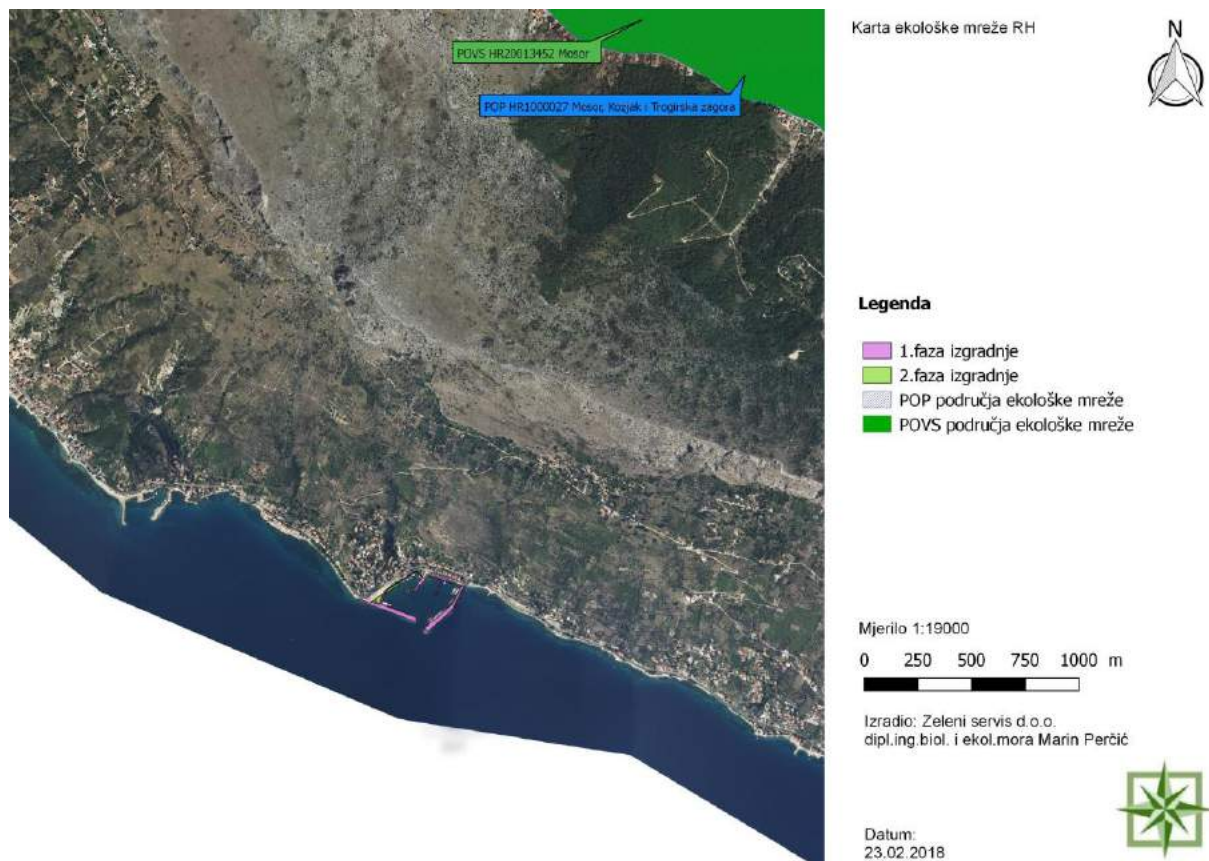 Karta ekološke mreže RH
N
POVS HR20013452 Mosor
POP HR1000027 Mosor, Kozjak i Trogirska zagora
Legenda
1.faza izgradnje
2.faza izgradnje
POP područja ekološke mreže
POVS područja ekološke mreže
Mjerilo 1:19000
0 250 500 750 1000 m
Izradio: Zeleni servis d.o.o.
dipl.ing.biol. i ekol.mora Marin Perčić
Datum:
23.02.2018